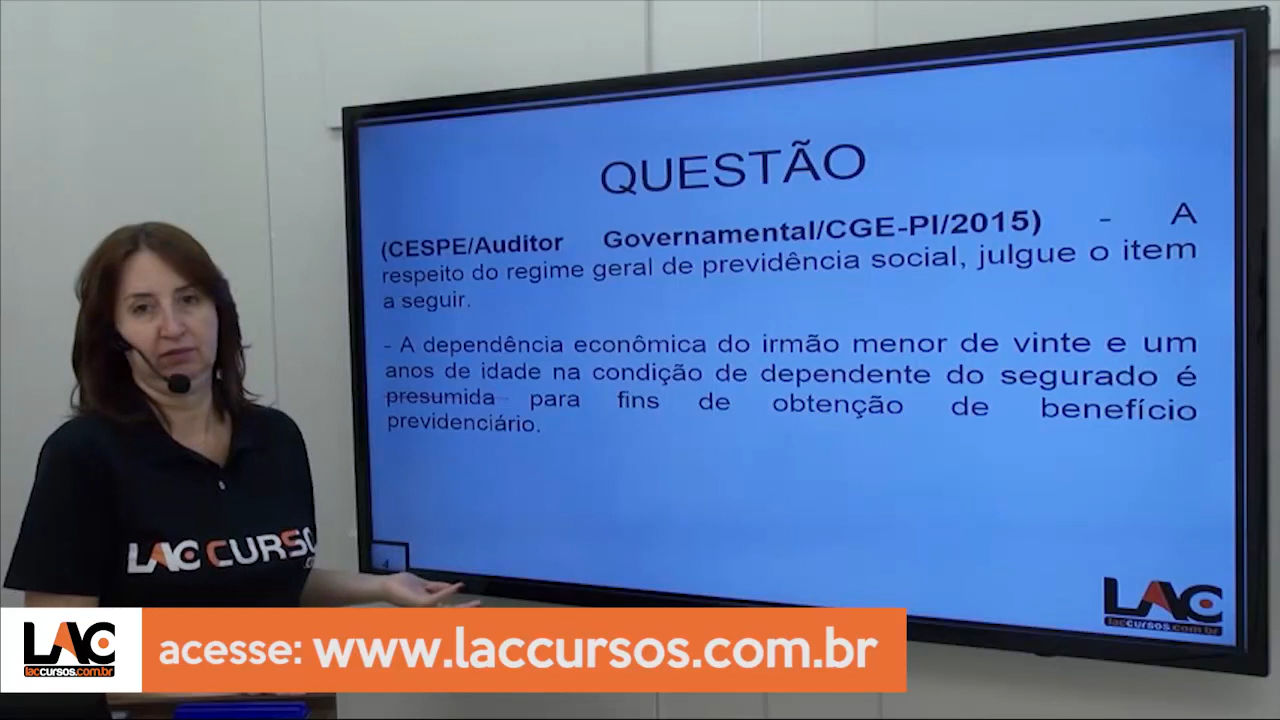 QUESTÃO
(CESPE/Auditor Governamental/CGE-PI/2015) - A
respeito do regime geral de previdência social, julgue o item
a seguir.
- A dependência econômica do irmão menor de vinte e um
anos de idade na condição de dependente do segurado é
presumida para fins de obtenção de benefício
previdenciário.
4
LAC CURSO
LAC
laccursos.com.br
LAC
laccursos.com.br
acesse: www.laccursos.com.br